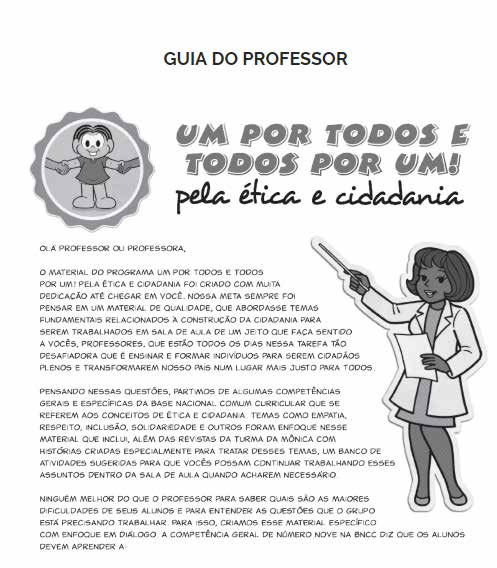 GUIA DO PROFESSOR
UM POR TODOS E
TODOS POR UM!
pela ética e cidadania
OLÁ PROFESSOR OU PROFESSORA,
O MATERIAL DO PROGRAMA UM POR TODOS E TODOS
POR UM! PELA ÉTICA E CIDADANIA FOI CRIADO COM MUITA
DEDICAÇÃO ATÉ CHEGAR EM VOCÊ. NOSSA META SEMPRE FOI
PENSAR EM UM MATERIAL DE QUALIDADE, QUE ABORDASSE TEMAS
FUNDAMENTAIS RELACIONADOS À CONSTRUÇÃO DA CIDADANIA PARA
SEREM TRABALHADOS EM SALA DE AULA DE UM JEITO QUE FAÇA SENTIDO
A VOCÊS, PROFESSORES, QUE ESTÃO TODOS OS DIAS NESSA TAREFA TÃO
DESAFIADORA QUE É ENSINAR E FORMAR INDIVÍDUOS PARA SEREM CIDADÃOS
PLENOS E TRANSFORMAREM NOSSO PAÍS NUM LUGAR MAIS JUSTO PARA TODOS.
PENSANDO NESSAS QUESTÕES, PARTIMOS DE ALGUMAS COMPETÊNCIAS
GERAIS E ESPECÍFICAS DA BASE NACIONAL COMUM CURRICULAR QUE SE
REFEREM AOS CONCEITOS DE ÉTICA E CIDADANIA. TEMAS COMO EMPATIA,
RESPEITO, INCLUSÃO, SOLIDARIEDADE E OUTROS FORAM ENFOQUE NESSE
MATERIAL QUE INCLUI, ALÉM DAS REVISTAS DA TURMA DA MÔNICA COM
HISTÓRIAS CRIADAS ESPECIALMENTE PARA TRATAR DESSES TEMAS, UM BANCO DE
ATIVIDADES SUGERIDAS PARA QUE VOCÊS POSSAM CONTINUAR TRABALHANDO ESSES
ASSUNTOS DENTRO DA SALA DE AULA QUANDO ACHAREM NECESSÁRIO.
NINGUÉM MELHOR DO QUE O PROFESSOR PARA SABER QUAIS SÃO AS MAIORES
DIFICULDADES DE SEUS ALUNOS E PARA ENTENDER AS QUESTÕES QUE O GRUPO
ESTÁ PRECISANDO TRABALHAR. PARA ISSO, CRIAMOS ESSE MATERIAL ESPECÍFICO
COM ENFOQUE EM DIÁLOGO. A COMPETÊNCIA GERAL DE NÚMERO NOVE NA BNCC DIZ QUE OS ALUNOS
DEVEM APRENDER A: